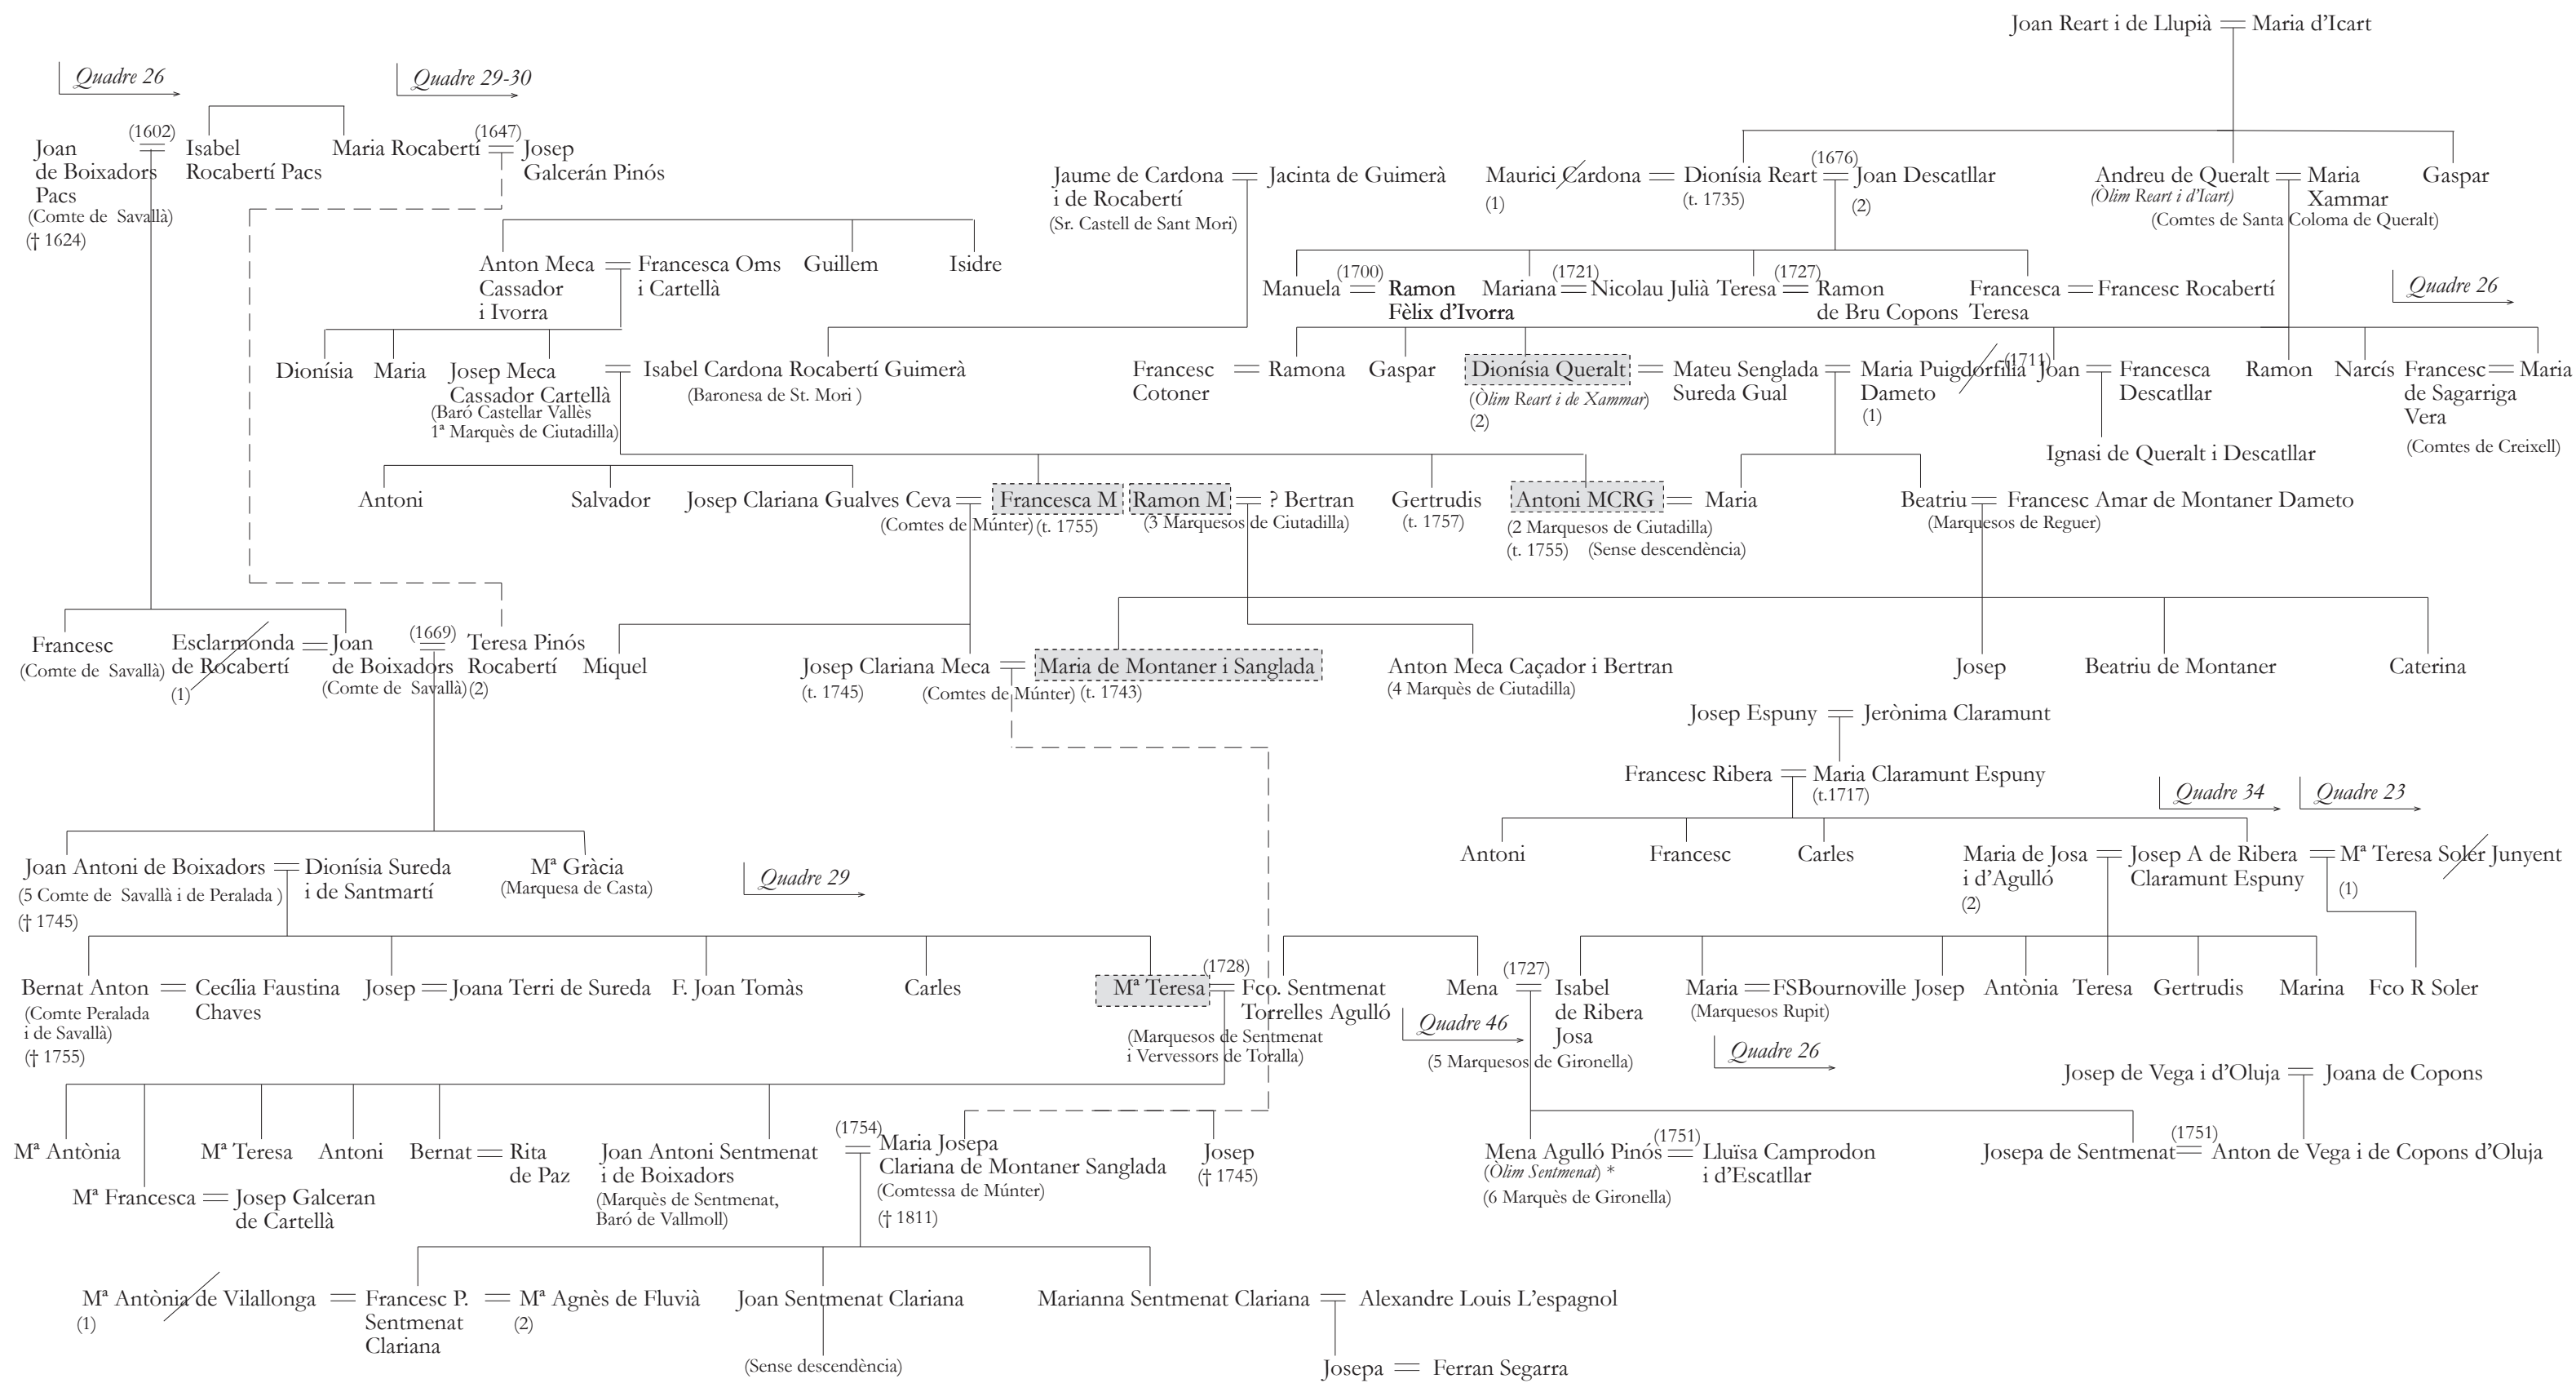 Joan Reart i de Llupià Maria d'Icart
Quadre 26 Quadre 29-30
(1602) (1647)
Joan Isabel Maria Rocabertí Josep
de Boixadors Rocabertí Pacs Galcerán Pinós
Pacs
(Comte de Savallà)
(† 1624)
(1676)
Jaume de Cardona Jacinta de Guimerà Maurici Cardona Dionísia Reart Joan Descatllar Andreu de Queralt Maria Gaspar
i de Rocabertí (1) (t. 1735) (2) (Òlim Reart i d'Icart) Xammar
(Sr. Castell de Sant Mori) (Comtes de Santa Coloma de Queralt)
Anton Meca Francesca Oms Guillem Isidre
Cassador i Cartellà
i Ivorra
(1700) (1721) (1727)
Manuela Ramon Mariana Nicolau Julià Teresa Ramon Francesca Francesc Rocabertí Quadre 26
Fèlix d'Ivorra de Bru Copons Teresa
Dionísia Maria Josep Meca Isabel Cardona Rocabertí Guimerà
Cassador Cartellà (Baronesa de St. Mori )
(Baró Castellar Vallès
1ª Marquès de Ciutadilla)
(1711)
Francesc Ramona Gaspar Dionísia Queralt Mateu Senglada Maria Puigdorfilia Joan Francesca Ramon Narcís Francesc Maria
Cotoner (Òlim Reart i de Xammar) Sureda Gual Dameto Descatllar de Sagarriga
(2) (1) Vera
Ignasi de Queralt i Descatllar (Comtes de Creixell)
Antoni Salvador Josep Clariana Gualves Ceva Francesca M Ramon M ? Bertran Gertrudis Antoni MCRG Maria Beatriu Francesc Amar de Montaner Dameto
(Comtes de Múnter) (t. 1755) (3 Marquesos de Ciutadilla) (t. 1757) (2 Marquesos de Ciutadilla) (Marquesos de Reguer)
(t. 1755) (Sense descendència)
(1669)
Francesc Esclarmonda Joan Teresa Pinós
(Comte de Savallà) de Rocabertí de Boixadors Rocabertí Miquel
(1) (Comte de Savallà) (2)
Josep Clariana Meca Maria de Montaner i Sanglada Anton Meca Caçador i Bertran Josep Beatriu de Montaner Caterina
(t. 1745) (Comtes de Múnter) (t. 1743) (4 Marquès de Ciutadilla)
Josep Espuny Jerònima Claramunt
Francesc Ribera Maria Claramunt Espuny
(t.1717)
Quadre 34 Quadre 23
Joan Antoni de Boixadors Dionísia Sureda Mª Gràcia Quadre 29
(5 Comte de Savallà i de Peralada ) i de Santmartí (Marquesa de Casta)
(† 1745)
Antoni Francesc Carles Maria de Josa Josep A de Ribera Mª Teresa Soler Junyent
i d'Agulló Claramunt Espuny (1)
(2)
(1728) (1727)
Bernat Anton Cecília Faustina Josep Joana Terri de Sureda F. Joan Tomàs Carles Mª Teresa Fco. Sentmenat Mena Isabel Maria FSBournoville Josep Antònia Teresa Gertrudis Marina Fco R Soler
(Comte Peralada Chaves Torrelles Agulló de Ribera (Marquesos Rupit)
i de Savallà) (Marquesos de Sentmenat Quadre 46 Josa
(† 1755) i Vervessors de Toralla) (5 Marquesos de Gironella) Quadre 26
Josep de Vega i d'Oluja Joana de Copons
(1754) (1751) (1751)
Mª Antònia Mª Teresa Antoni Bernat Rita Joan Antoni Sentmenat Maria Josepa Josep Mena Agulló Pinós Lluïsa Camprodon Josepa de Sentmenat Anton de Vega i de Copons d'Oluja
de Paz i de Boixadors Clariana de Montaner Sanglada († 1745) (Òlim Sentmenat) * i d'Escatllar
Mª Francesca Josep Galceran (Marquès de Sentmenat, (Comtessa de Múnter) (6 Marquès de Gironella)
de Cartellà Baró de Vallmoll) († 1811)
Mª Antònia de Vilallonga Francesc P. Mª Agnès de Fluvià Joan Sentmenat Clariana Marianna Sentmenat Clariana Alexandre Louis L'espagnol
(1) Sentmenat (2)
Clariana
(Sense descendència) Josepa Ferran Segarra